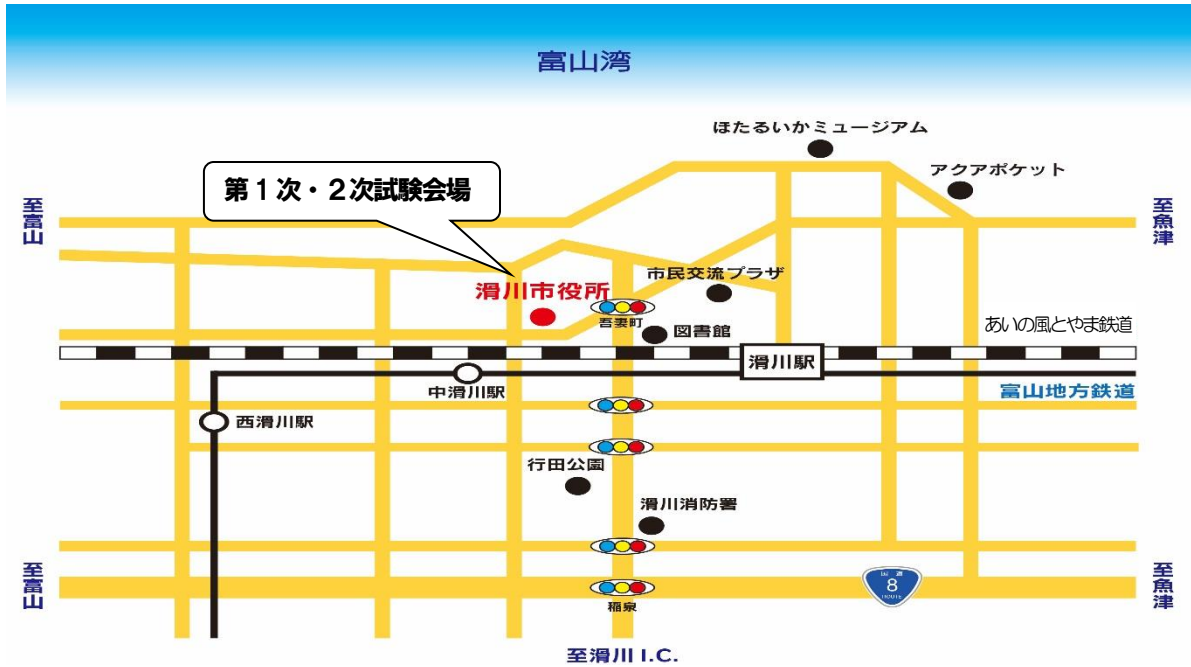 富山湾
ほたるいかミュージアム
アクアポケット
第１次・２次試験会場
至富山
至魚津
市民交流プラザ
滑川市役所
吾妻町
図書館
あいの風とやま鉄道
滑川駅
中滑川駅
富山地方鉄道
西滑川駅
行田公園
滑川消防署
至富山
至魚津
国道
8
ROUTE
稲泉
至滑川 I.C.